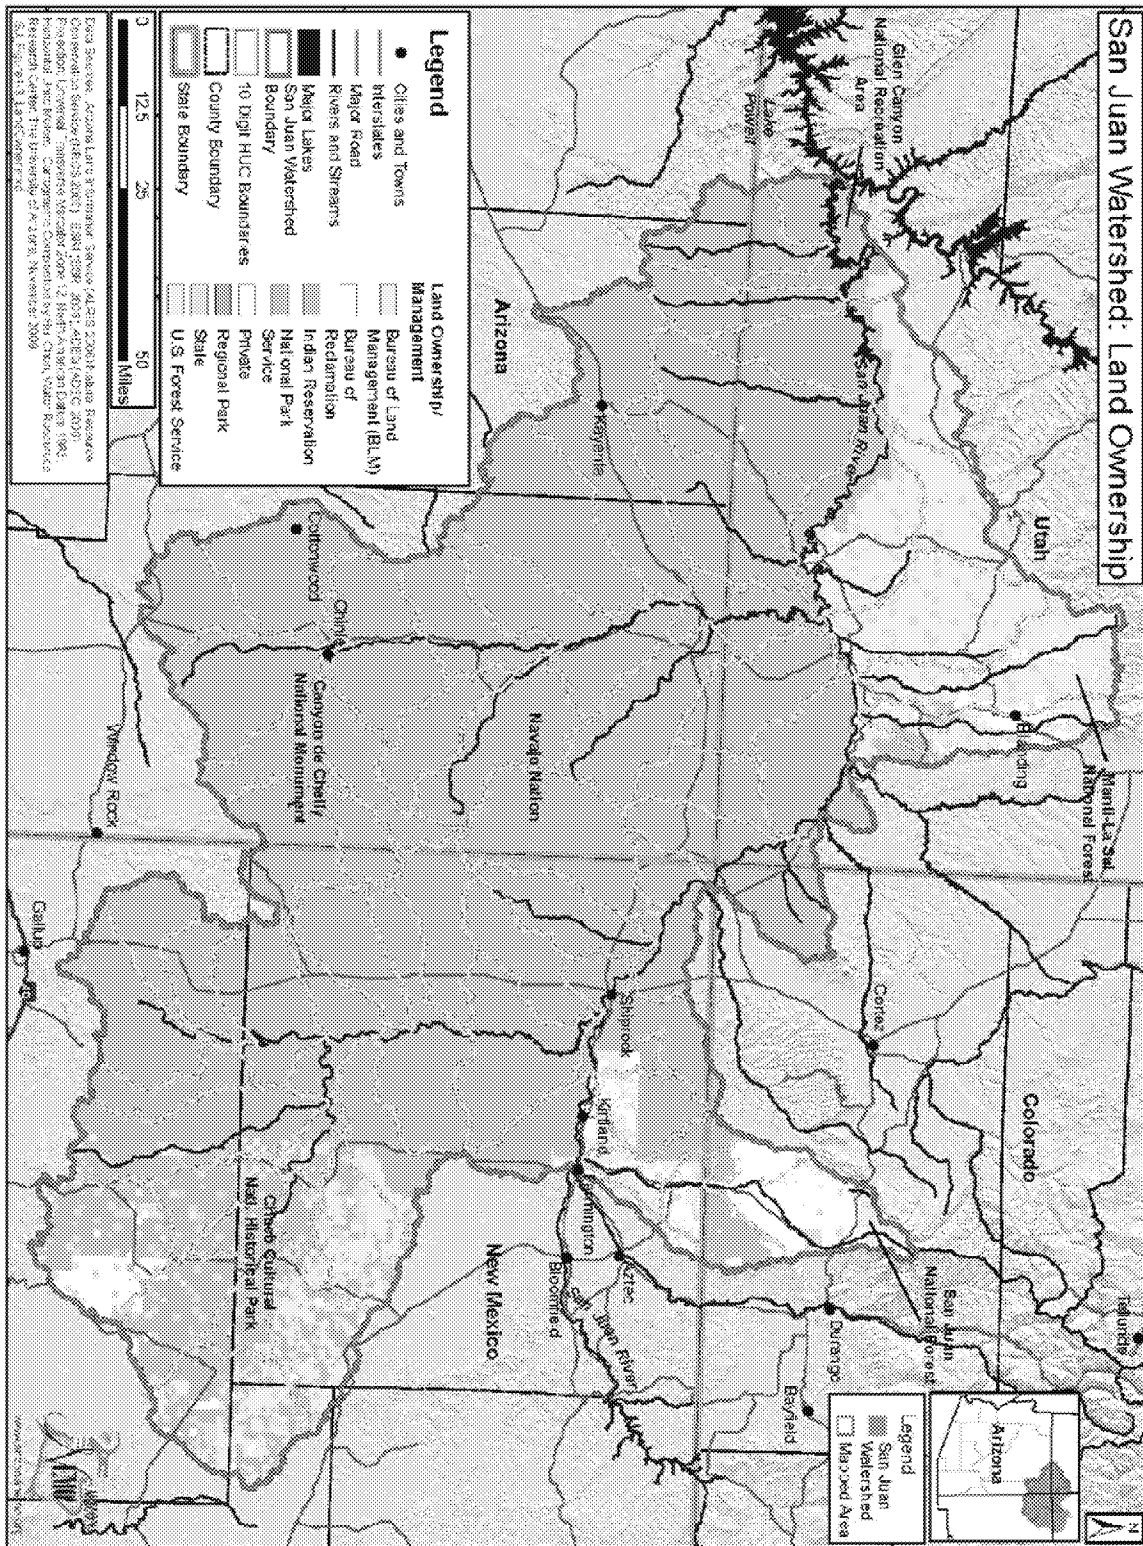 San Juan Watershed: Land Ownership
Glen Canyon
National Recreation
Area
Lake
Powell
San Juan River
Utah
Manti-La Sal
National Forest
Blanding
Colorado
Telluride
Cortez
San Juan
National Forest
Durango
Bayfield
Arizona
Kayenta
Navajo Nation
Cottonwood
Chinle
Canyon de Chelly
National Monument
Window Rock
Gallup
Shiprock
Kirtland
Farmington
Aztec
Bloomfield
San Juan River
New Mexico
Chaco Cultural
Natl. Historical Park
N
Arizona
Legend
San Juan
Watershed
Mapped Area
Legend
Cities and Towns
Interstates
Major Road
Rivers and Streams
Major Lakes
San Juan Watershed
Boundary
10 Digit HUC Boundaries
County Boundary
State Boundary
Land Ownership/
Management
Bureau of Land
Management (BLM)
Bureau of
Reclamation
Indian Reservation
National Park
Service
Private
Regional Park
State
U.S. Forest Service
0 12.5 25 50
Miles